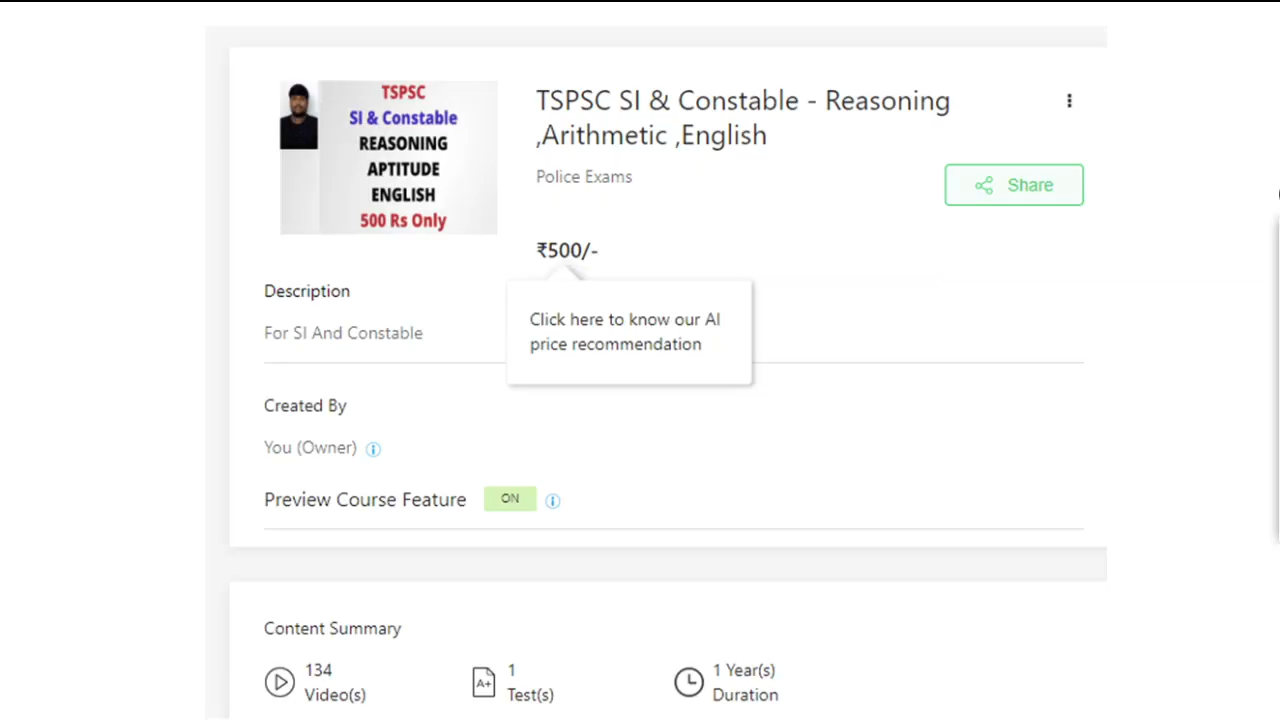 TSPSC
SI & Constable
REASONING
APTITUDE
ENGLISH
500 Rs Only
TSPSC SI & Constable - Reasoning
,Arithmetic ,English
Police Exams
Share
₹500/-
Click here to know our AI
price recommendation
Description
For SI And Constable
Created By
You (Owner)
Preview Course Feature ON
Content Summary
134
Video(s)
A+
1
Test(s)
1 Year(s)
Duration